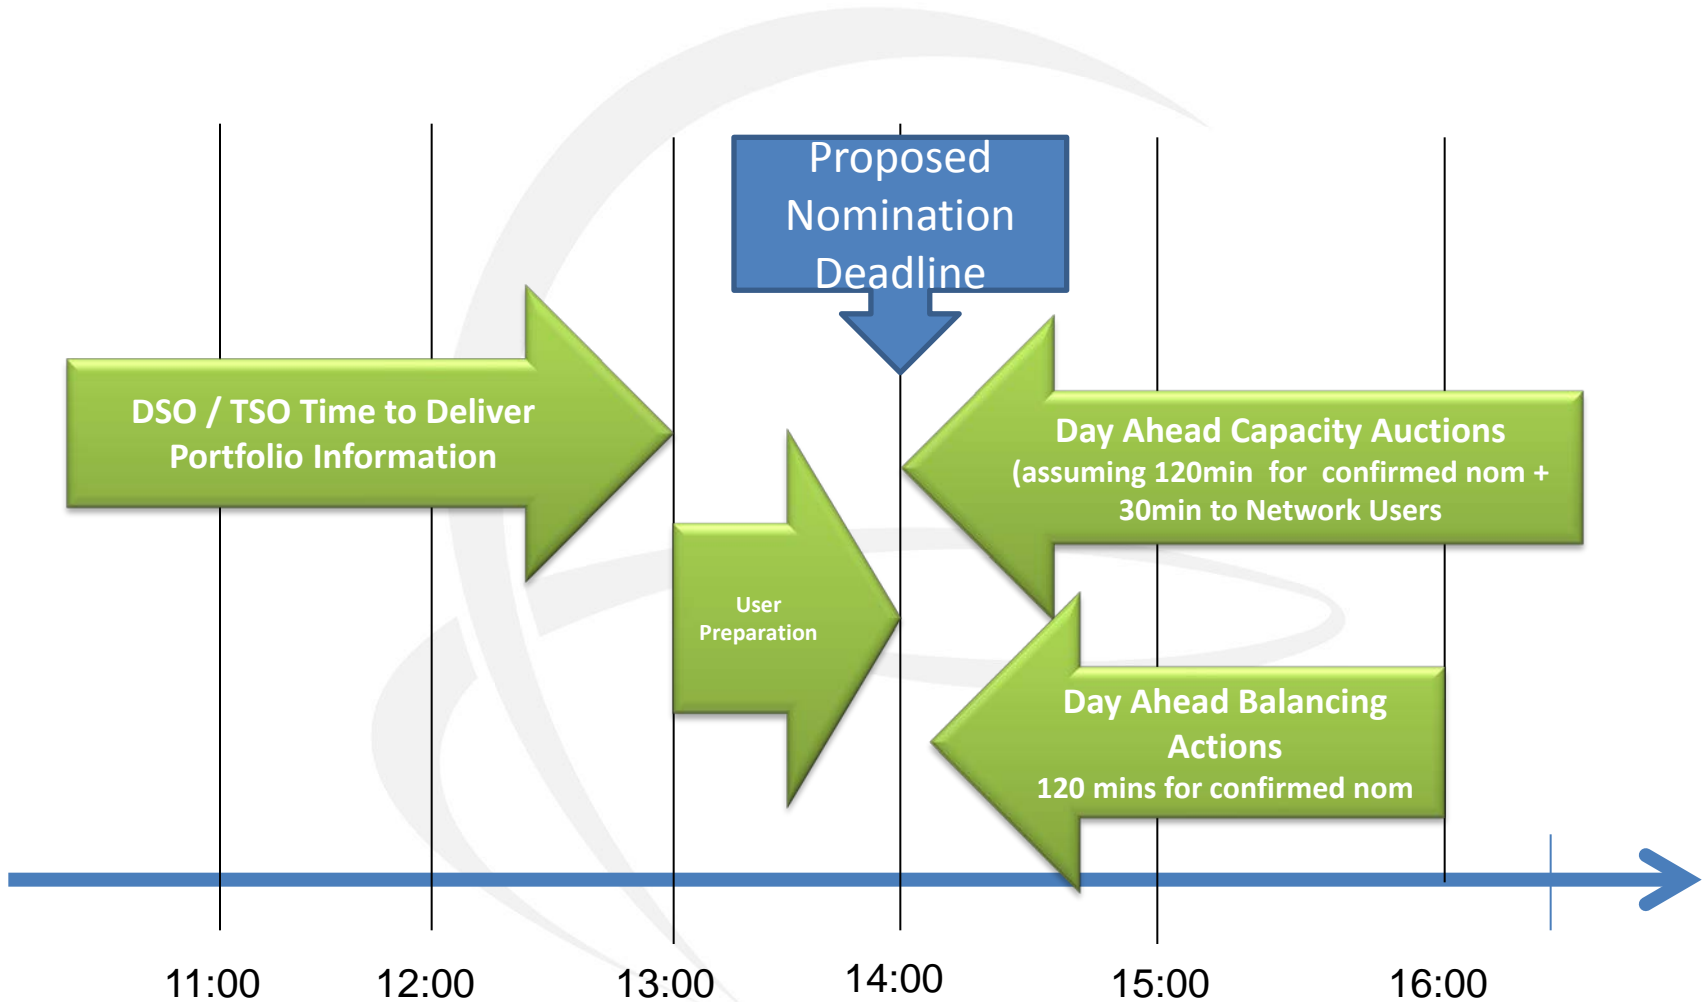 Proposed
Nomination
Deadline
DSO / TSO Time to Deliver
Portfolio Information
Day Ahead Capacity Auctions
(assuming 120min for confirmed nom +
30min to Network Users
User
Preparation
Day Ahead Balancing
Actions
120 mins for confirmed nom
11:00 12:00 13:00 14:00 15:00 16:00